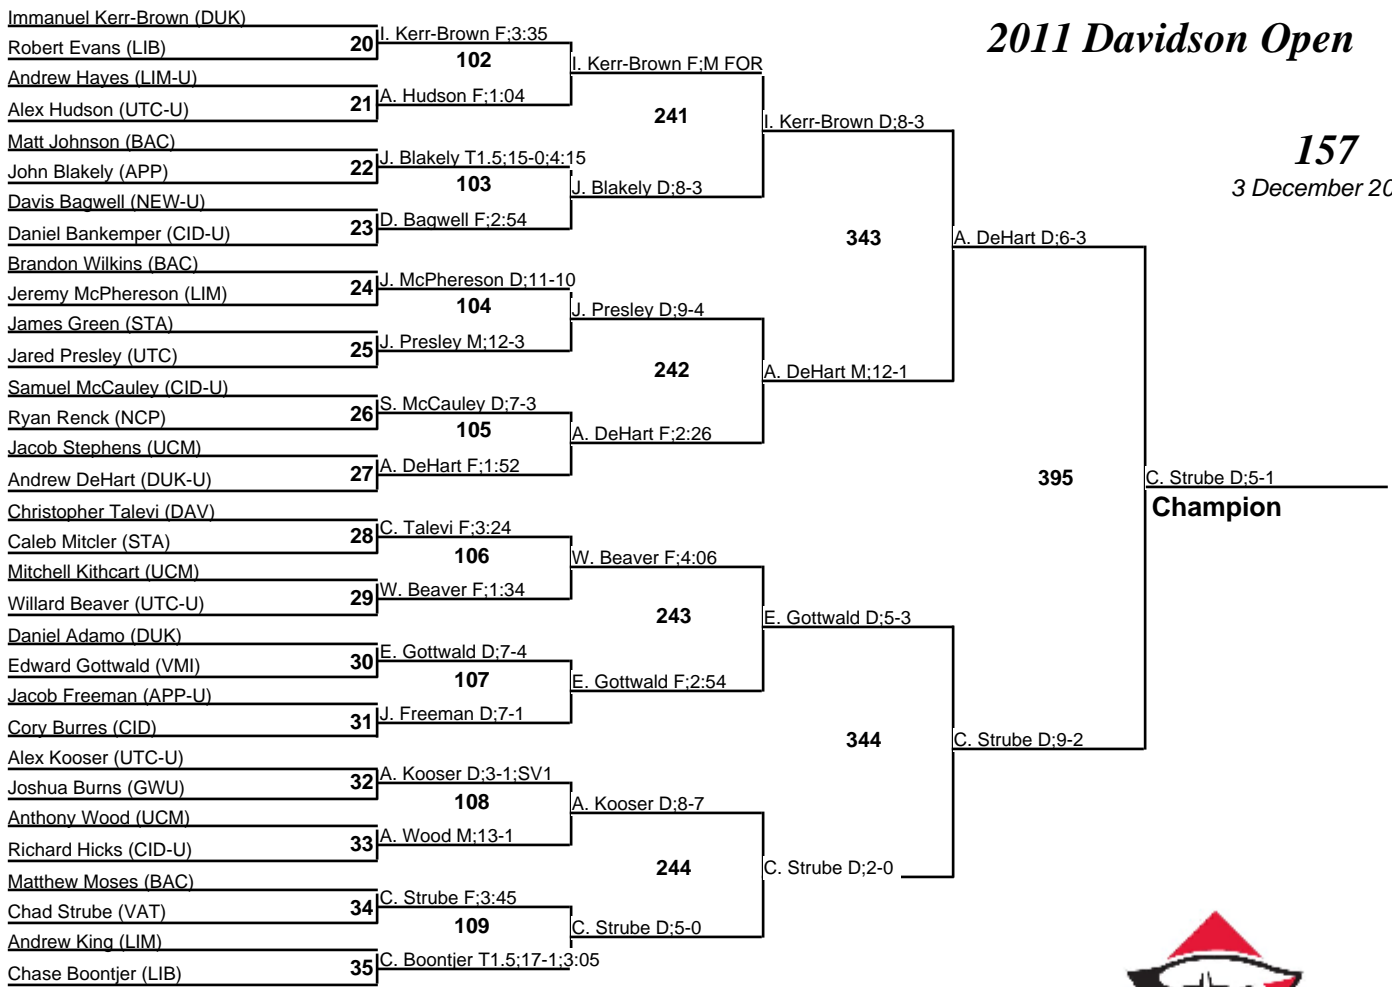 2011 Davidson Open
157
3 December 20
Immanuel Kerr-Brown (DUK)
Robert Evans (LIB)
Andrew Hayes (LIM-U)
Alex Hudson (UTC-U)
Matt Johnson (BAC)
John Blakely (APP)
Davis Bagwell (NEW-U)
Daniel Bankemper (CID-U)
Brandon Wilkins (BAC)
Jeremy McPhereson (LIM)
James Green (STA)
Jared Presley (UTC)
Samuel McCauley (CID-U)
Ryan Renck (NCP)
Jacob Stephens (UCM)
Andrew DeHart (DUK-U)
Christopher Talevi (DAV)
Caleb Mitcler (STA)
Mitchell Kithcart (UCM)
Willard Beaver (UTC-U)
Daniel Adamo (DUK)
Edward Gottwald (VMI)
Jacob Freeman (APP-U)
Cory Burres (CID)
Alex Kooser (UTC-U)
Joshua Burns (GWU)
Anthony Wood (UCM)
Richard Hicks (CID-U)
Matthew Moses (BAC)
Chad Strube (VAT)
Andrew King (LIM)
Chase Boontjer (LIB)
20
21
22
23
24
25
26
27
28
29
30
31
32
33
34
35
I. Kerr-Brown F;3:35
102
A. Hudson F;1:04
J. Blakely T1.5;15-0;4:15
103
D. Bagwell F;2:54
J. McPhereson D;11-10
104
J. Presley M;12-3
S. McCauley D;7-3
105
A. DeHart F;1:52
C. Talevi F;3:24
106
W. Beaver F;1:34
E. Gottwald D;7-4
107
J. Freeman D;7-1
A. Kooser D;3-1;SV1
108
A. Wood M;13-1
C. Strube F;3:45
109
C. Boontjer T1.5;17-1;3:05
I. Kerr-Brown F;M FOR
241
J. Blakely D;8-3
J. Presley D;9-4
242
A. DeHart F;2:26
W. Beaver F;4:06
243
E. Gottwald F;2:54
A. Kooser D;8-7
244
C. Strube D;5-0
I. Kerr-Brown D;8-3
343
A. DeHart M;12-1
E. Gottwald D;5-3
344
C. Strube D;2-0
A. DeHart D;6-3
395
C. Strube D;9-2
C. Strube D;5-1
Champion